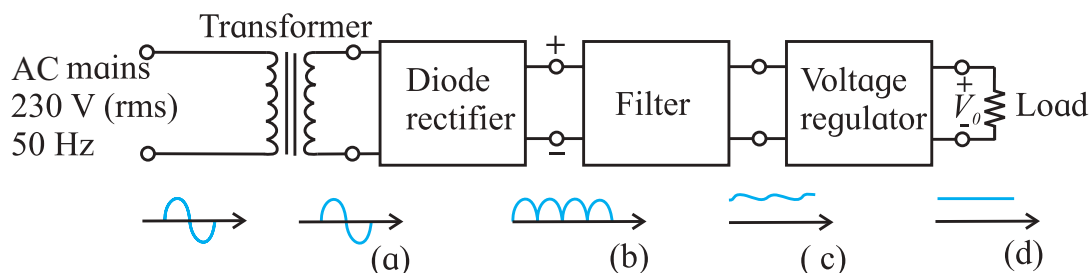 Transformer
AC mains
230 V (rms)
50 Hz
Diode
rectifier
+
-
Filter
Voltage
regulator
+
V0
-
Load
(a)
(b)
( c)
(d)